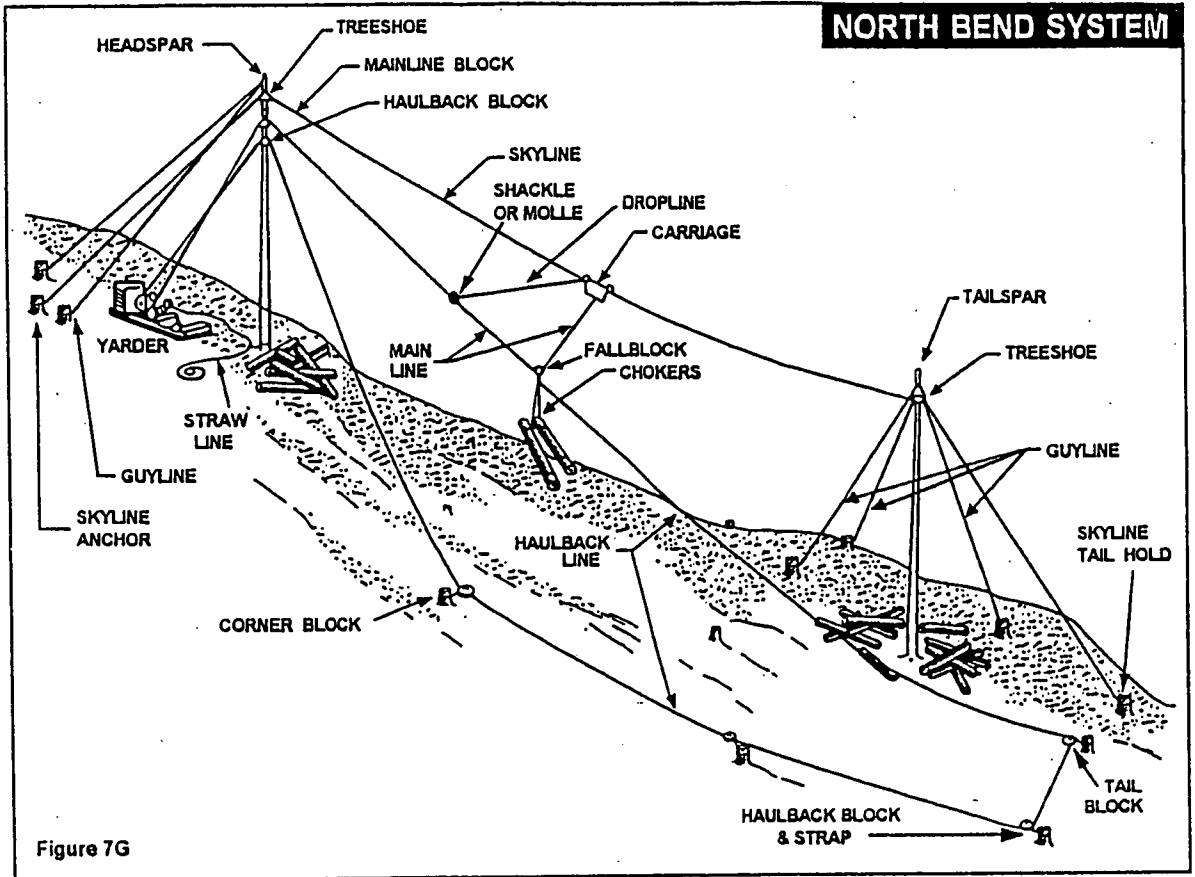 NORTH BEND SYSTEM
HEADSPAR
TREESHOE
MAINLINE BLOCK
HAULBACK BLOCK
SKYLINE
SHACKLE
OR MOLLE
DROPLINE
CARRIAGE
TAILSPAR
TREESHOE
YARDER
MAIN
LINE
FALLBLOCK
CHOKERS
STRAW
LINE
GUYLINE
GUYLINE
SKYLINE
ANCHOR
HAULBACK
LINE
SKYLINE
TAIL HOLD
CORNER BLOCK
TAIL
BLOCK
HAULBACK BLOCK
& STRAP
Figure 7G